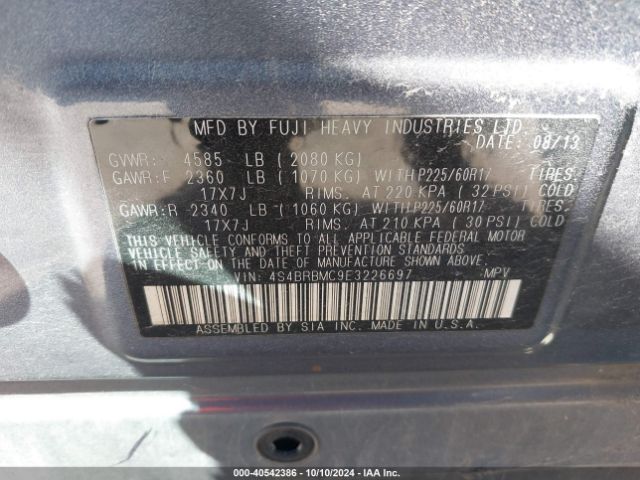 MFD BY FUJI HEAVY INDUSTRIES LTD.
DATE: 08/13
GVWR: 4585 LB (2080 KG)
GAWR:F 2360 LB (1070 KG) WITH P225/60R17 TIRES,
17X7J RIMS, AT 220 KPA (32 PSI) COLD
GAWR:R 2340 LB (1060 KG) WITH P225/60R17 TIRES,
17X7J RIMS, AT 210 KPA (30 PSI) COLD
THIS VEHICLE CONFORMS TO ALL APPLICABLE FEDERAL MOTOR
VEHICLE SAFETY AND THEFT PREVENTION STANDARDS
IN EFFECT ON THE DATE OF MANUFACTURE SHOWN ABOVE.
VIN: 4S4BRBMC9E3226697 MPV
ASSEMBLED BY SIA INC. MADE IN U.S.A.
000-40542386 - 10/10/2024 - IAA Inc.